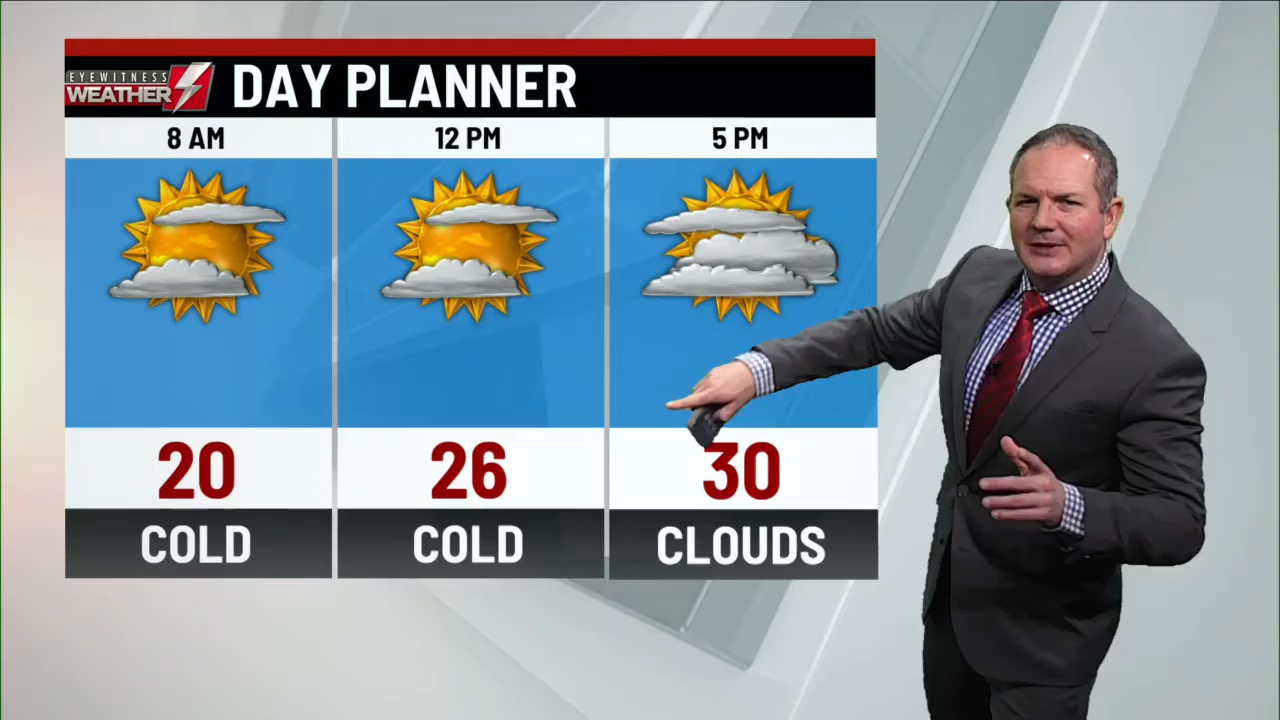 EYEWITNESS
WEATHER
DAY PLANNER
8 AM
12 PM
5 PM
20
26
30
COLD
COLD
CLOUDS